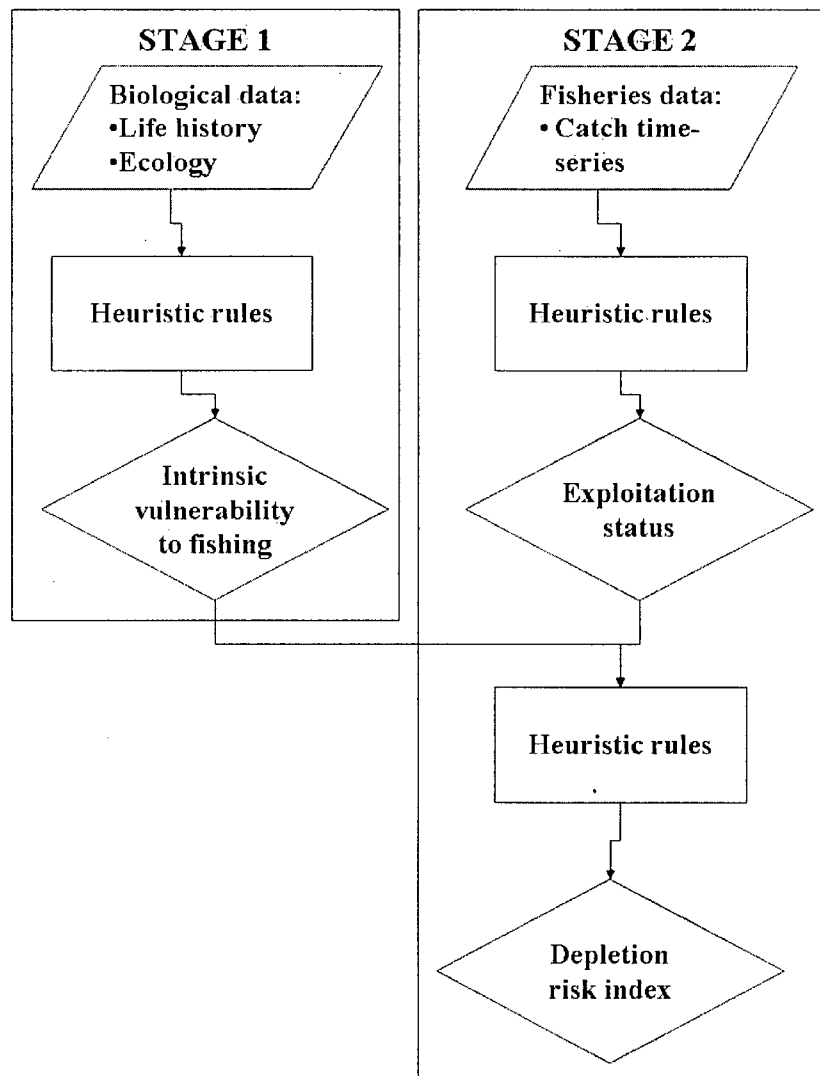 STAGE 1
Biological data:
•Life history
•Ecology
Heuristic rules
Intrinsic
vulnerability
to fishing
STAGE 2
Fisheries data:
• Catch time-
series
Heuristic rules
Exploitation
status
Heuristic rules
Depletion
risk index